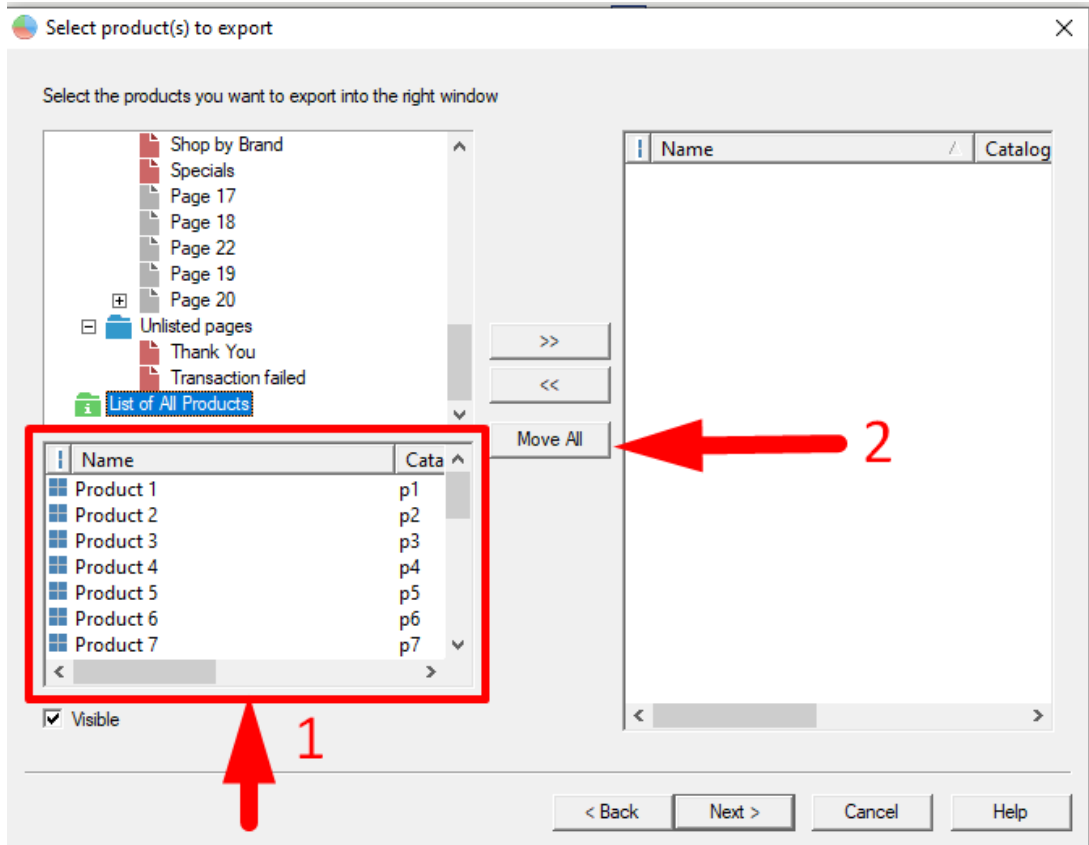 Select product(s) to export
Select the products you want to export into the right window
Shop by Brand
Specials
Page 17
Page 18
Page 22
Page 19
Page 20
Unlisted pages
Thank You
Transaction failed
List of All Products
Name Cata
Product 1 p1
Product 2 p2
Product 3 p3
Product 4 p4
Product 5 p5
Product 6 p6
Product 7 p7
Visible
1
>>
<<
Move All
2
Name Catalog
< Back Next > Cancel Help